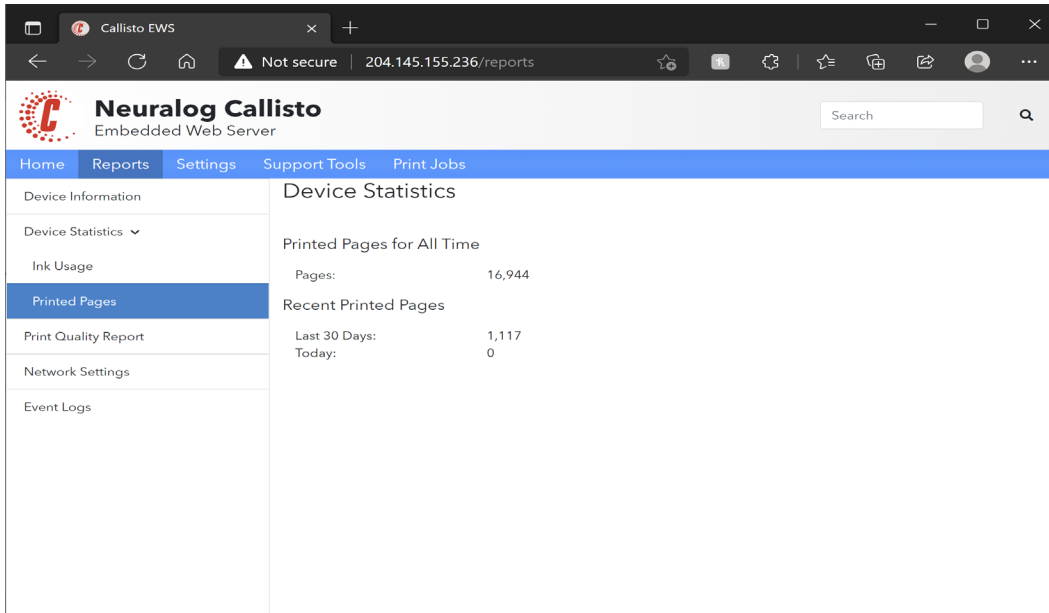 Callisto EWS
Not secure | 204.145.155.236/reports
Neuralog Callisto
Embedded Web Server
Search
Home Reports Settings Support Tools Print Jobs
Device Information
Device Statistics
Ink Usage
Printed Pages
Print Quality Report
Network Settings
Event Logs
Device Statistics
Printed Pages for All Time
Pages: 16,944
Recent Printed Pages
Last 30 Days: 1,117
Today: 0